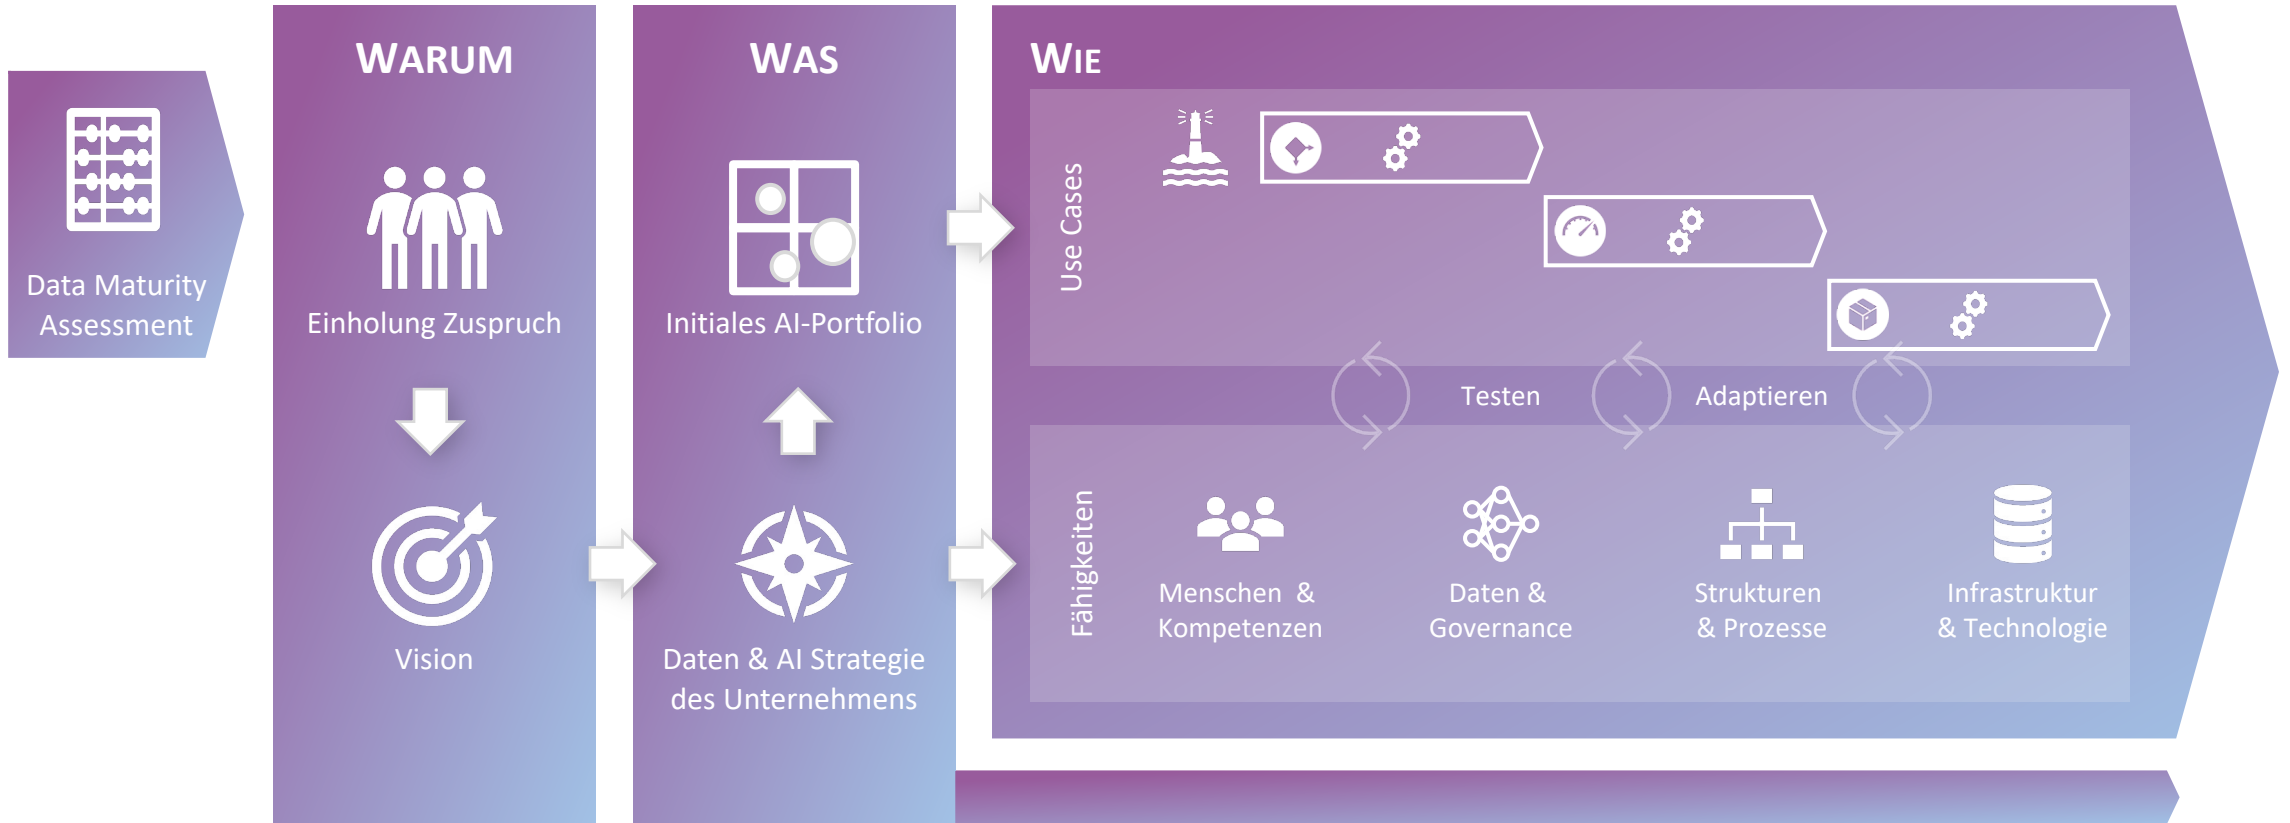 Data Maturity
Assessment
WARUM
Einholung Zuspruch
Vision
WAS
Initiales AI-Portfolio
Daten & AI Strategie
des Unternehmens
WIE
Use Cases
Testen
Adaptieren
Fähigkeiten
Menschen &
Kompetenzen
Daten &
Governance
Strukturen
& Prozesse
Infrastruktur
& Technologie